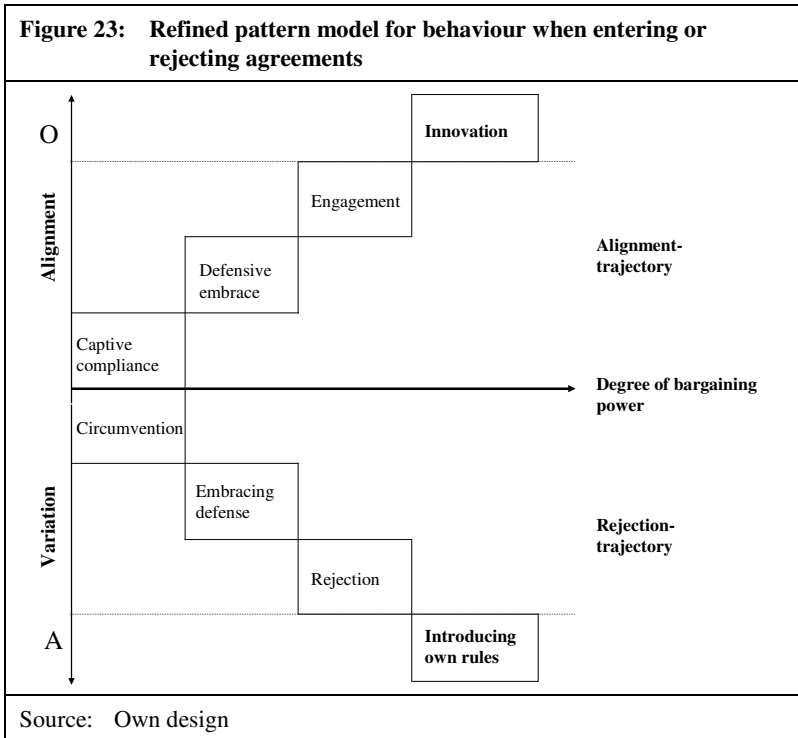 Figure 23: Refined pattern model for behaviour when entering or
rejecting agreements
O
Innovation
Engagement
Alignment
Alignment-
trajectory
Defensive
embrace
Captive
compliance
Degree of bargaining
power
Circumvention
Embracing
defense
Variation
Rejection-
trajectory
Rejection
A
Introducing
own rules
Source: Own design